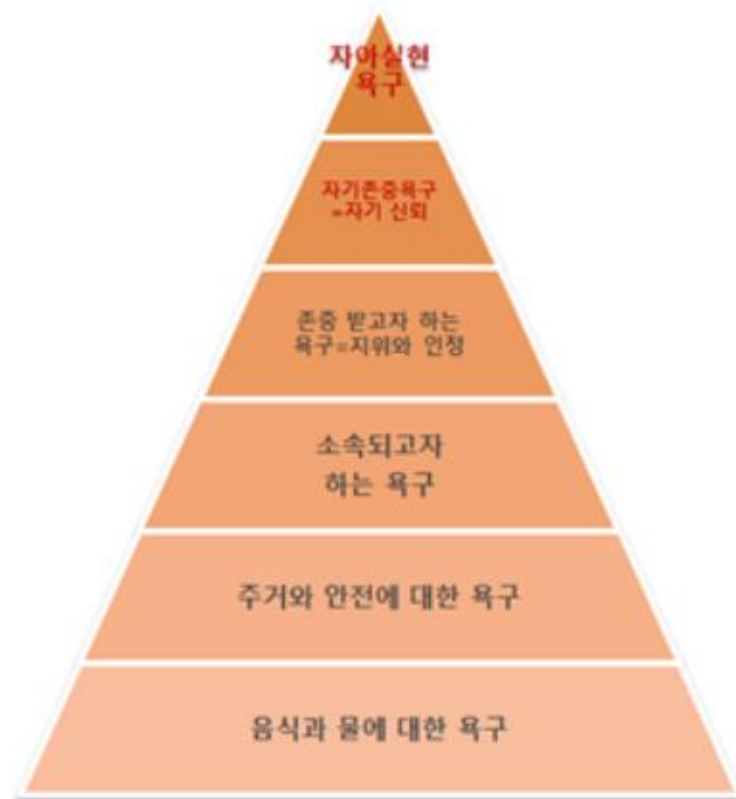 자아실현
욕구
자기존중욕구
=자기 신뢰
존중 받고자 하는
욕구=지위와 인정
소속되고자
하는 욕구
주거와 안전에 대한 욕구
음식과 물에 대한 욕구